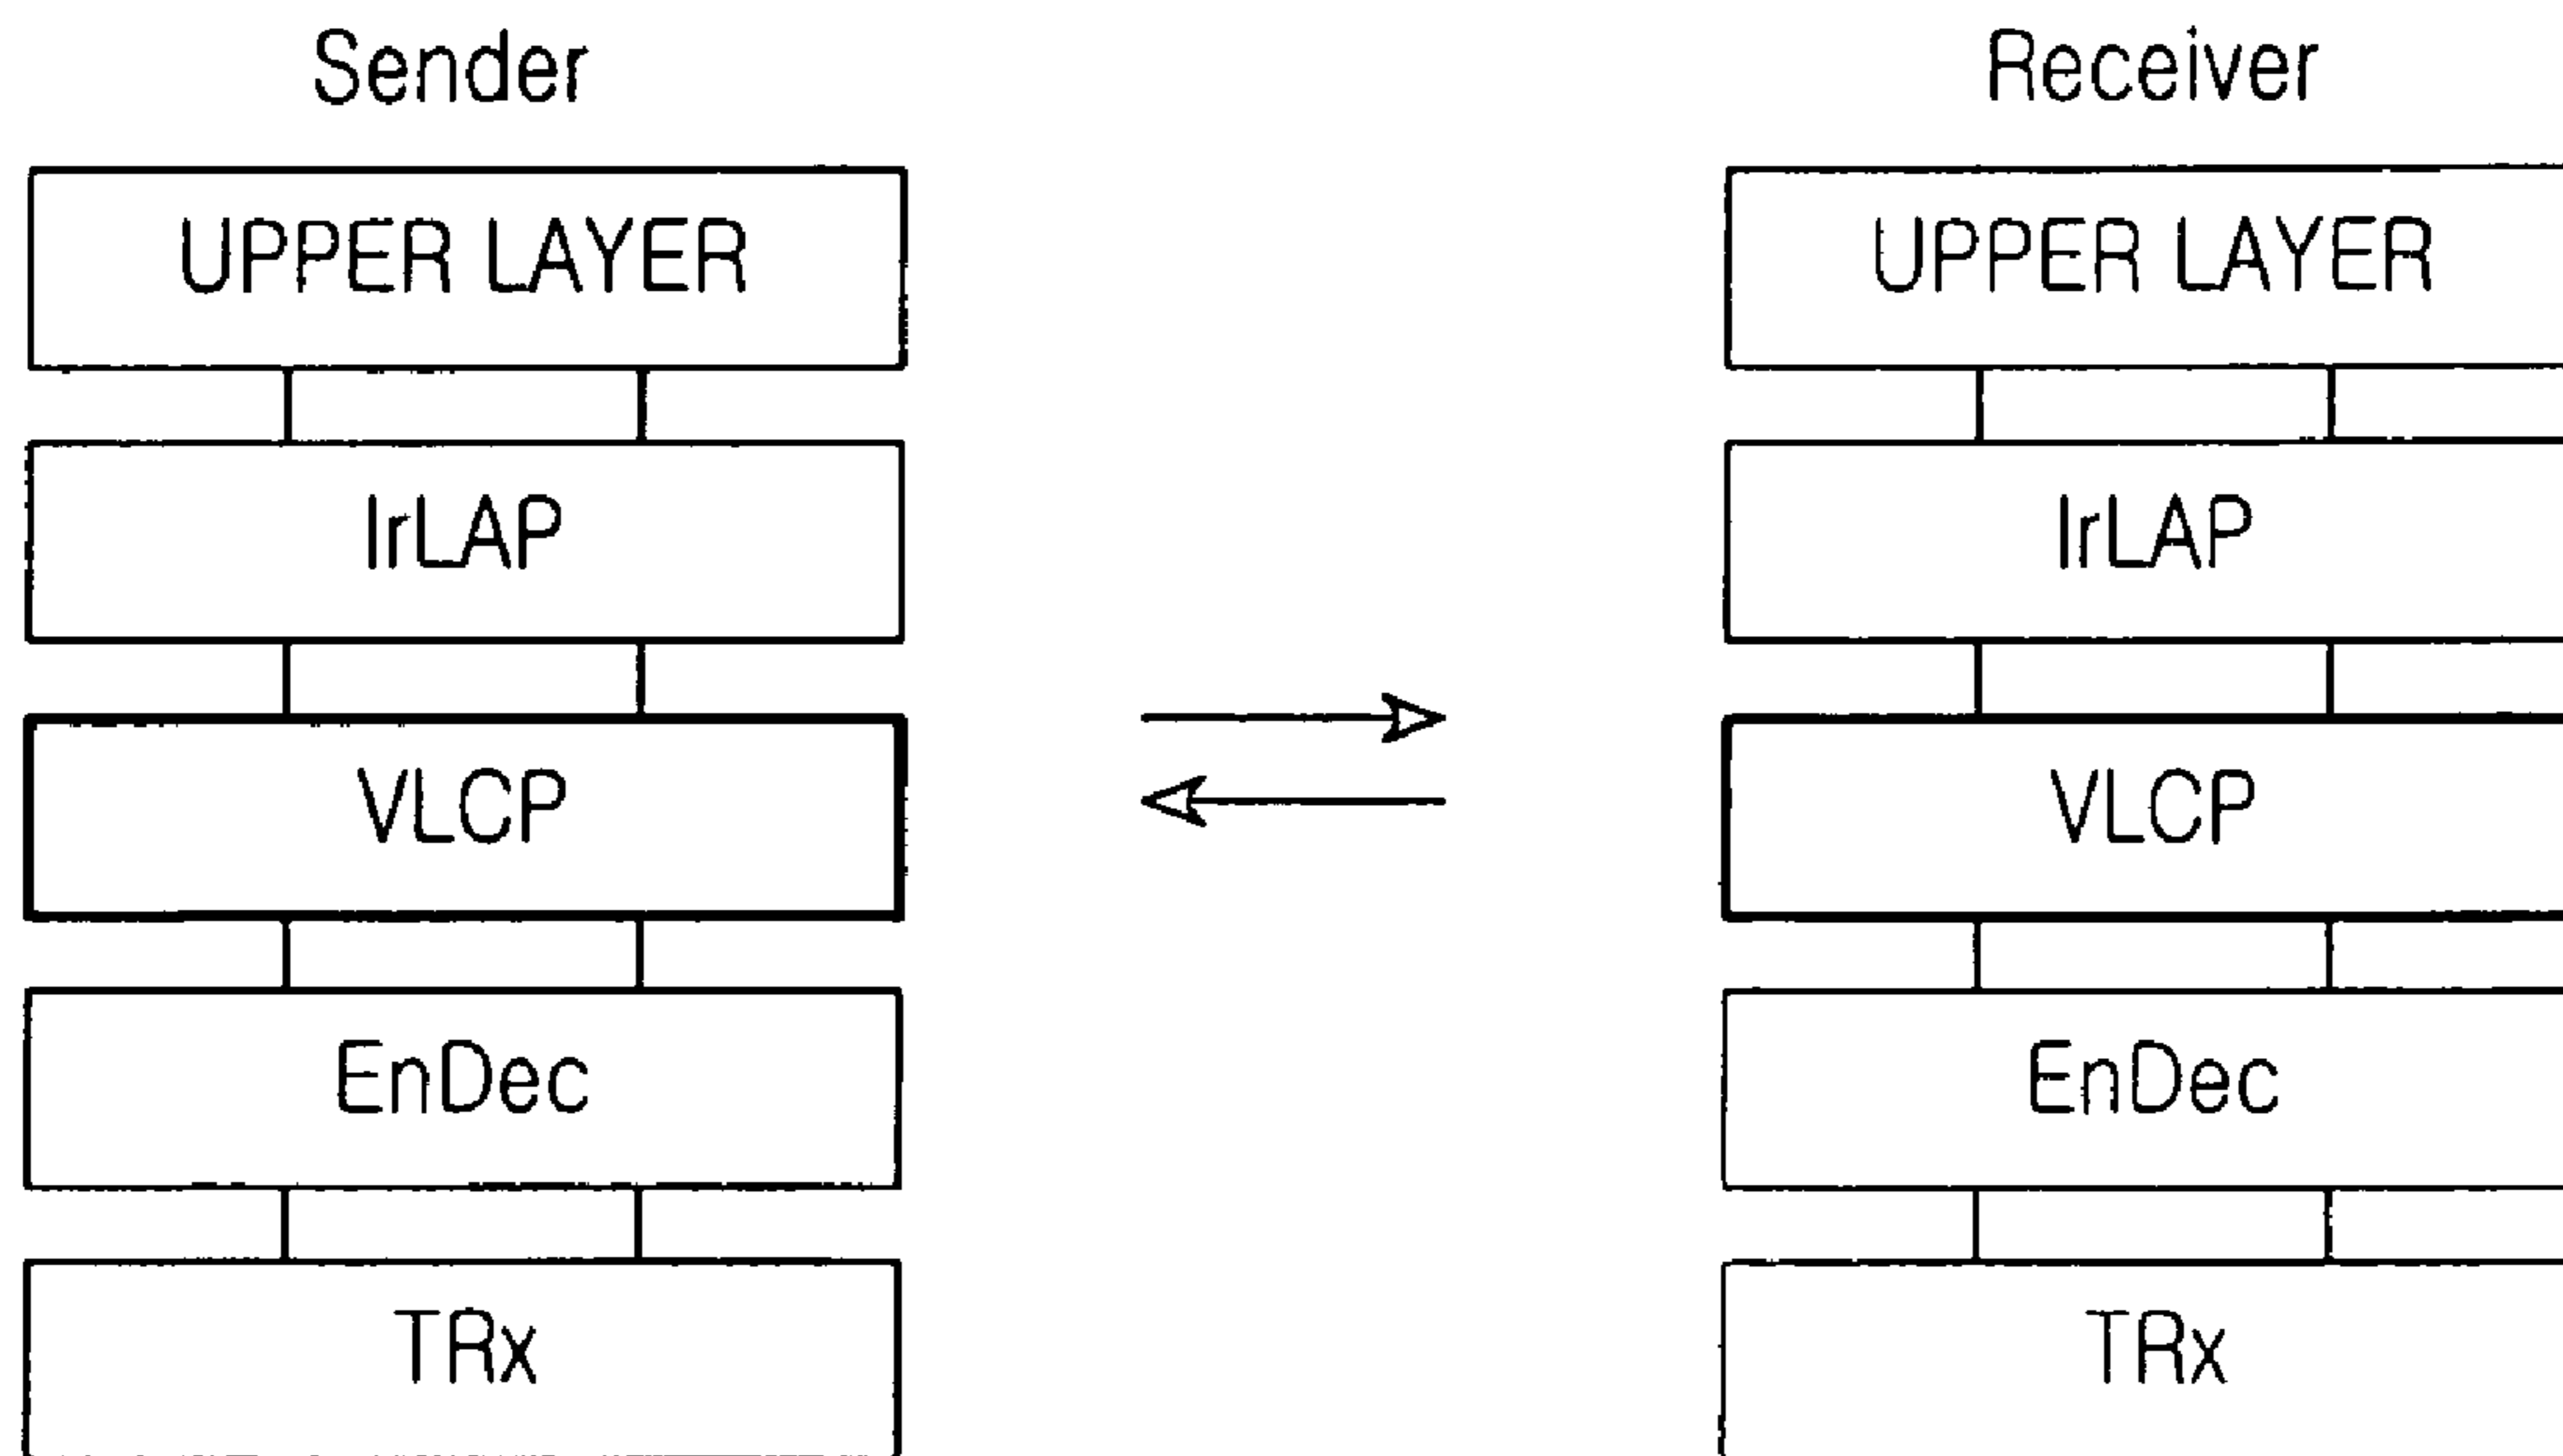 Sender
Receiver
UPPER LAYER
UPPER LAYER
IrLAP
IrLAP
VLCP
VLCP
EnDec
EnDec
TRx
TRx